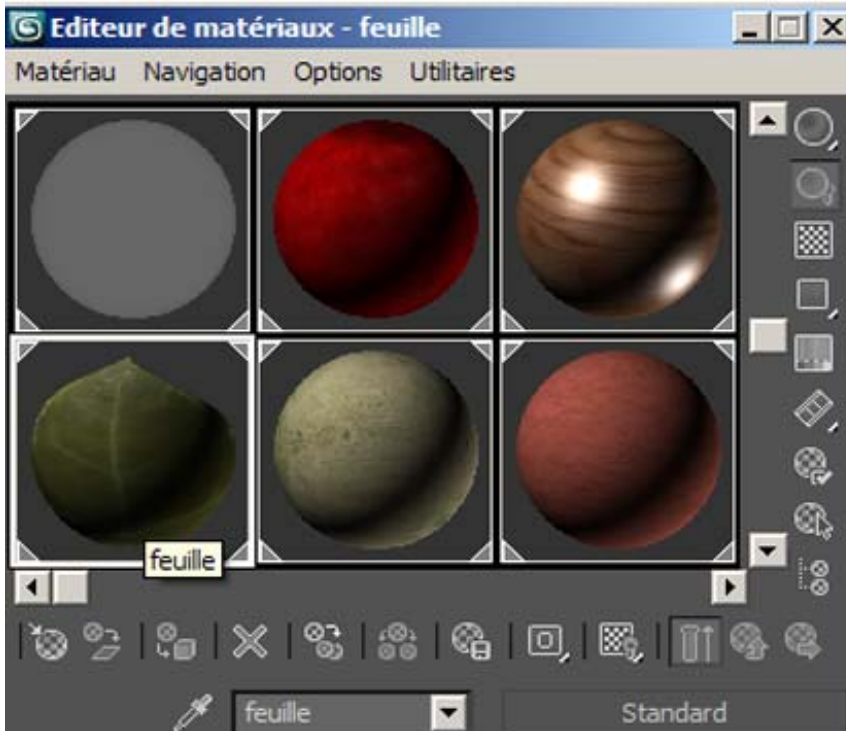 Editeur de matériaux - feuille
Matériau Navigation Options Utilitaires
feuille
feuille Standard